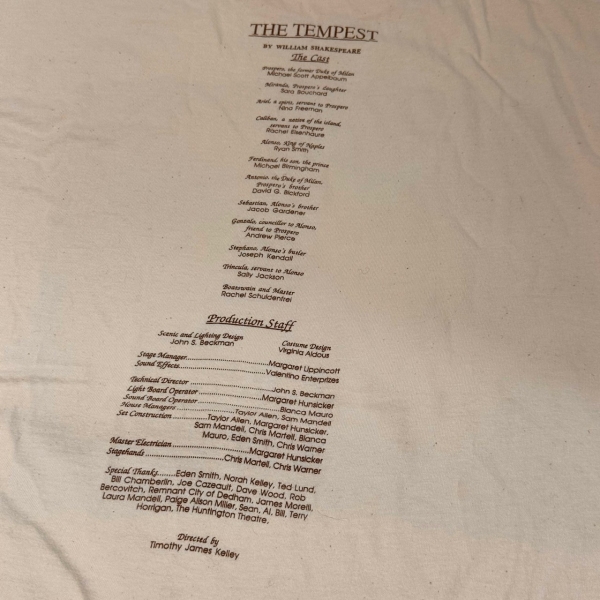 THE TEMPEST
BY WILLIAM SHAKESPEARE
The Cast
Prospero, the former Duke of Milan
Michael Scott Appelbaum
Miranda, Prospero's daughter
Sara Bouchard
Ariel, a spirit, servant to Prospero
Nina Freeman
Caliban, a native of the island,
servant to Prospero
Rachel Eisenhaure
Alonso, King of Naples
Ryan Smith
Ferdinand, his son, the prince
Michael Birmingham
Antonio, the Duke of Milan,
Prospero's brother
David G. Bickford
Sebastian, Alonso's brother
Jacob Gardener
Gonzalo, councillor to Alonso,
friend to Prospero
Andrew Pierce
Stephano, Alonso's butler
Joseph Kendall
Trincula, servant to Alonso
Sally Jackson
Boatswain and Master
Rachel Schuldenfrei
Production Staff
Scenic and Lighting Design
John S. Beckman
Costume Design
Virginia Aldous
Stage Manager..............................Margaret Lippincott
Sound Effects..............................Valentino Enterprizes
Technical Director..............................John S. Beckman
Light Board Operator....................Margaret Hunsicker
Sound Board Operator..............................Bianca Mauro
House Managers....................Taylor Allen, Sam Mandell
Set Construction............Taylor Allen, Margaret Hunsicker,
Sam Mandell, Chris Martell, Bianca
Mauro, Eden Smith, Chris Warner
Master Electrician..............................Margaret Hunsicker
Stagehands....................Chris Martell, Chris Warner
Special Thanks.......Eden Smith, Norah Kelley, Ted Lund,
Bill Chamberlin, Joe Cazeault, Dave Wood, Rob
Bercovitch, Remnant City of Dedham, James Morelli,
Laura Mandell, Paige Alison Miller, Sean, Al, Bill, Terry
Horrigan, The Huntington Theatre.
Directed by
Timothy James Kelley